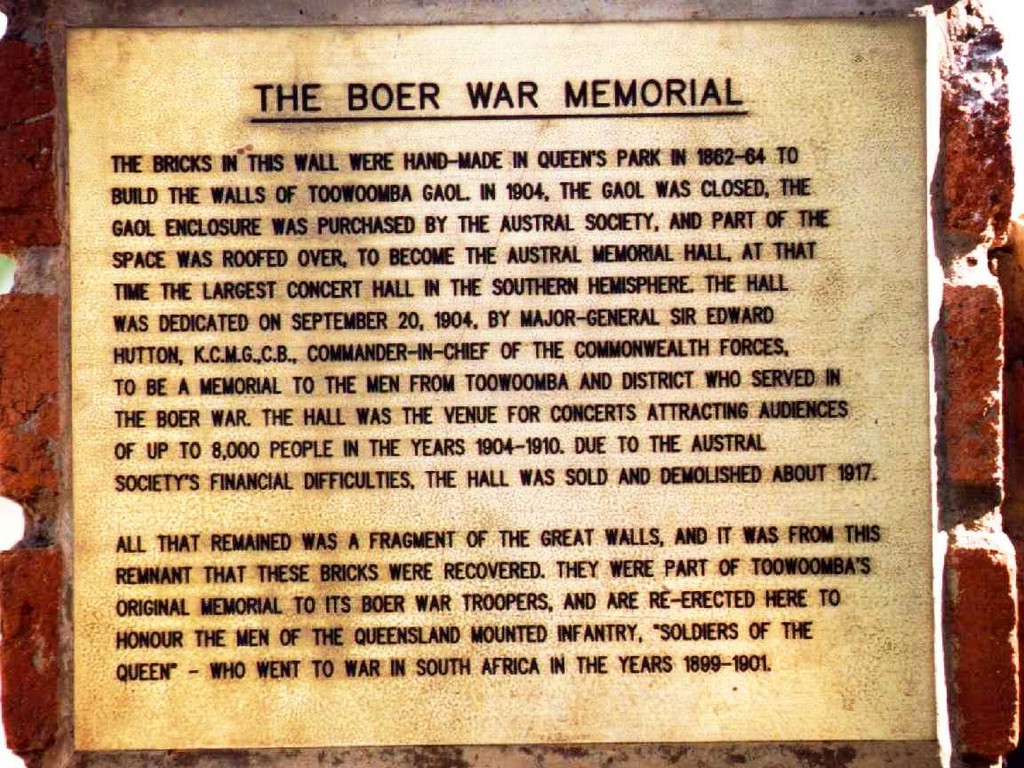 THE BOER WAR MEMORIAL
THE BRICKS IN THIS WALL WERE HAND-MADE IN QUEEN'S PARK IN 1862-64 TO
BUILD THE WALLS OF TOOWOOMBA GAOL. IN 1904, THE GAOL WAS CLOSED, THE
GAOL ENCLOSURE WAS PURCHASED BY THE AUSTRAL SOCIETY, AND PART OF THE
SPACE WAS ROOFED OVER, TO BECOME THE AUSTRAL MEMORIAL HALL, AT THAT
TIME THE LARGEST CONCERT HALL IN THE SOUTHERN HEMISPHERE. THE HALL
WAS DEDICATED ON SEPTEMBER 20, 1904, BY MAJOR-GENERAL SIR EDWARD
HUTTON, K.C.M.G.,C.B., COMMANDER-IN-CHIEF OF THE COMMONWEALTH FORCES,
TO BE A MEMORIAL TO THE MEN FROM TOOWOOMBA AND DISTRICT WHO SERVED IN
THE BOER WAR. THE HALL WAS THE VENUE FOR CONCERTS ATTRACTING AUDIENCES
OF UP TO 8,000 PEOPLE IN THE YEARS 1904-1910. DUE TO THE AUSTRAL
SOCIETY'S FINANCIAL DIFFICULTIES, THE HALL WAS SOLD AND DEMOLISHED ABOUT 1917.
ALL THAT REMAINED WAS A FRAGMENT OF THE GREAT WALLS, AND IT WAS FROM THIS
REMNANT THAT THESE BRICKS WERE RECOVERED. THEY WERE PART OF TOOWOOMBA'S
ORIGINAL MEMORIAL TO ITS BOER WAR TROOPERS, AND ARE RE-ERECTED HERE TO
HONOUR THE MEN OF THE QUEENSLAND MOUNTED INFANTRY, "SOLDIERS OF THE
QUEEN" - WHO WENT TO WAR IN SOUTH AFRICA IN THE YEARS 1899-1901.